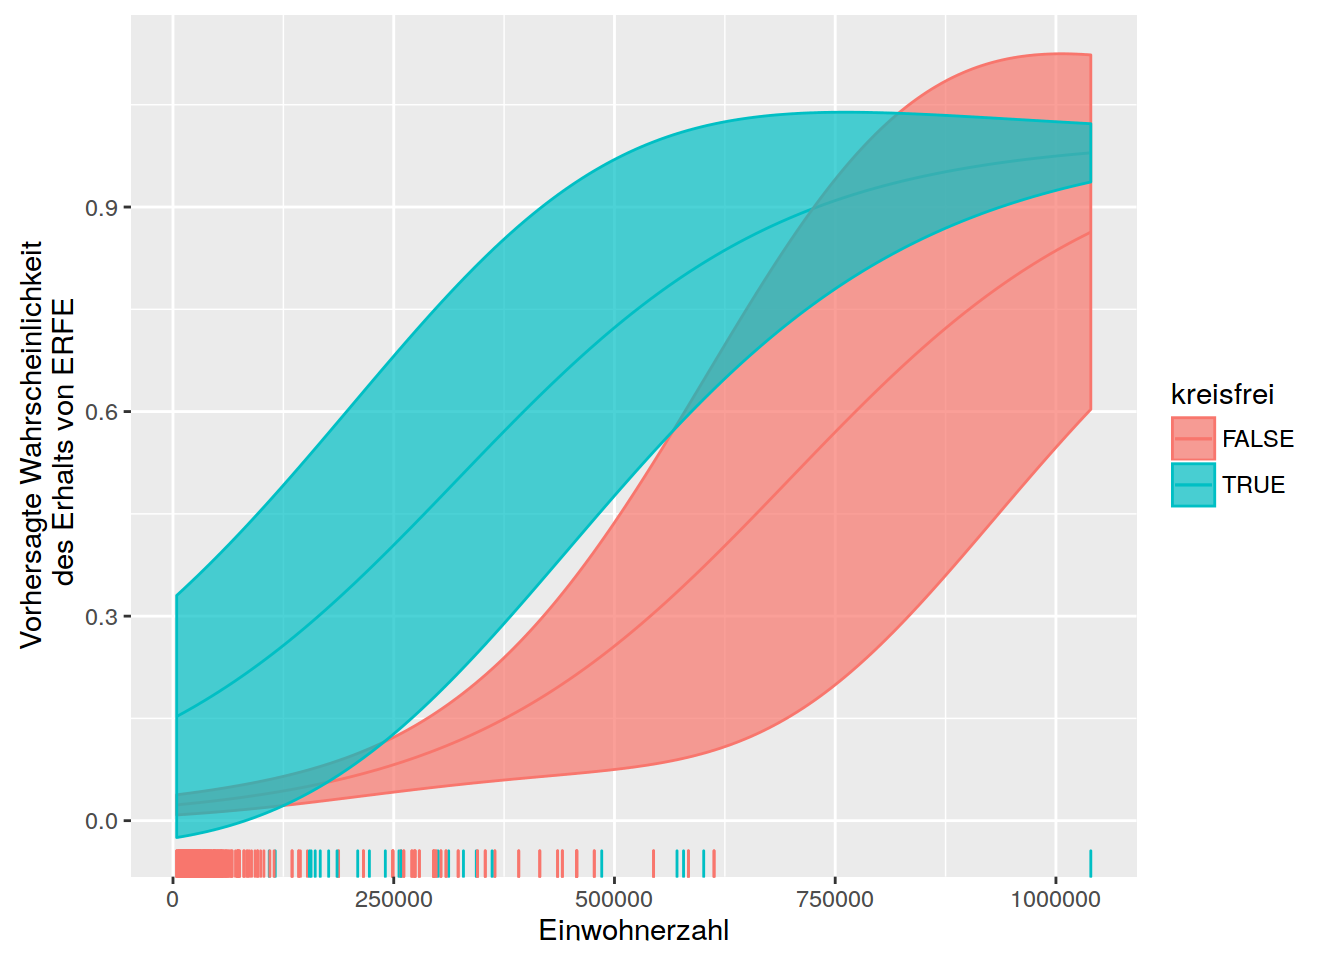 Vorhersagte Wahrscheinlichkeit
des Erhalts von ERFE
0.9
0.6
0.3
0.0
0
250000
500000
750000
1000000
Einwohnerzahl
kreisfrei
FALSE
TRUE